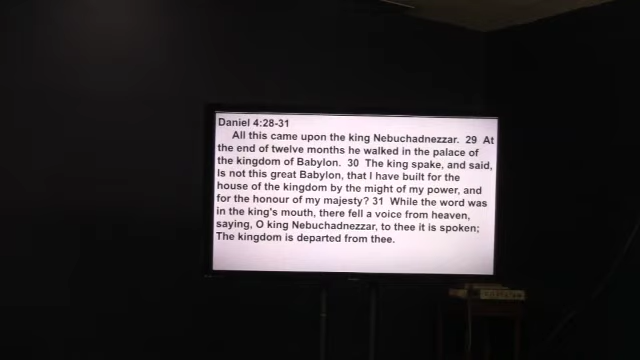 Daniel 4:28-31
All this came upon the king Nebuchadnezzar. 29 At
the end of twelve months he walked in the palace of
the kingdom of Babylon. 30 The king spake, and said,
Is not this great Babylon, that I have built for the
house of the kingdom by the might of my power, and
for the honour of my majesty? 31 While the word was
in the king's mouth, there fell a voice from heaven,
saying, O king Nebuchadnezzar, to thee it is spoken;
The kingdom is departed from thee.